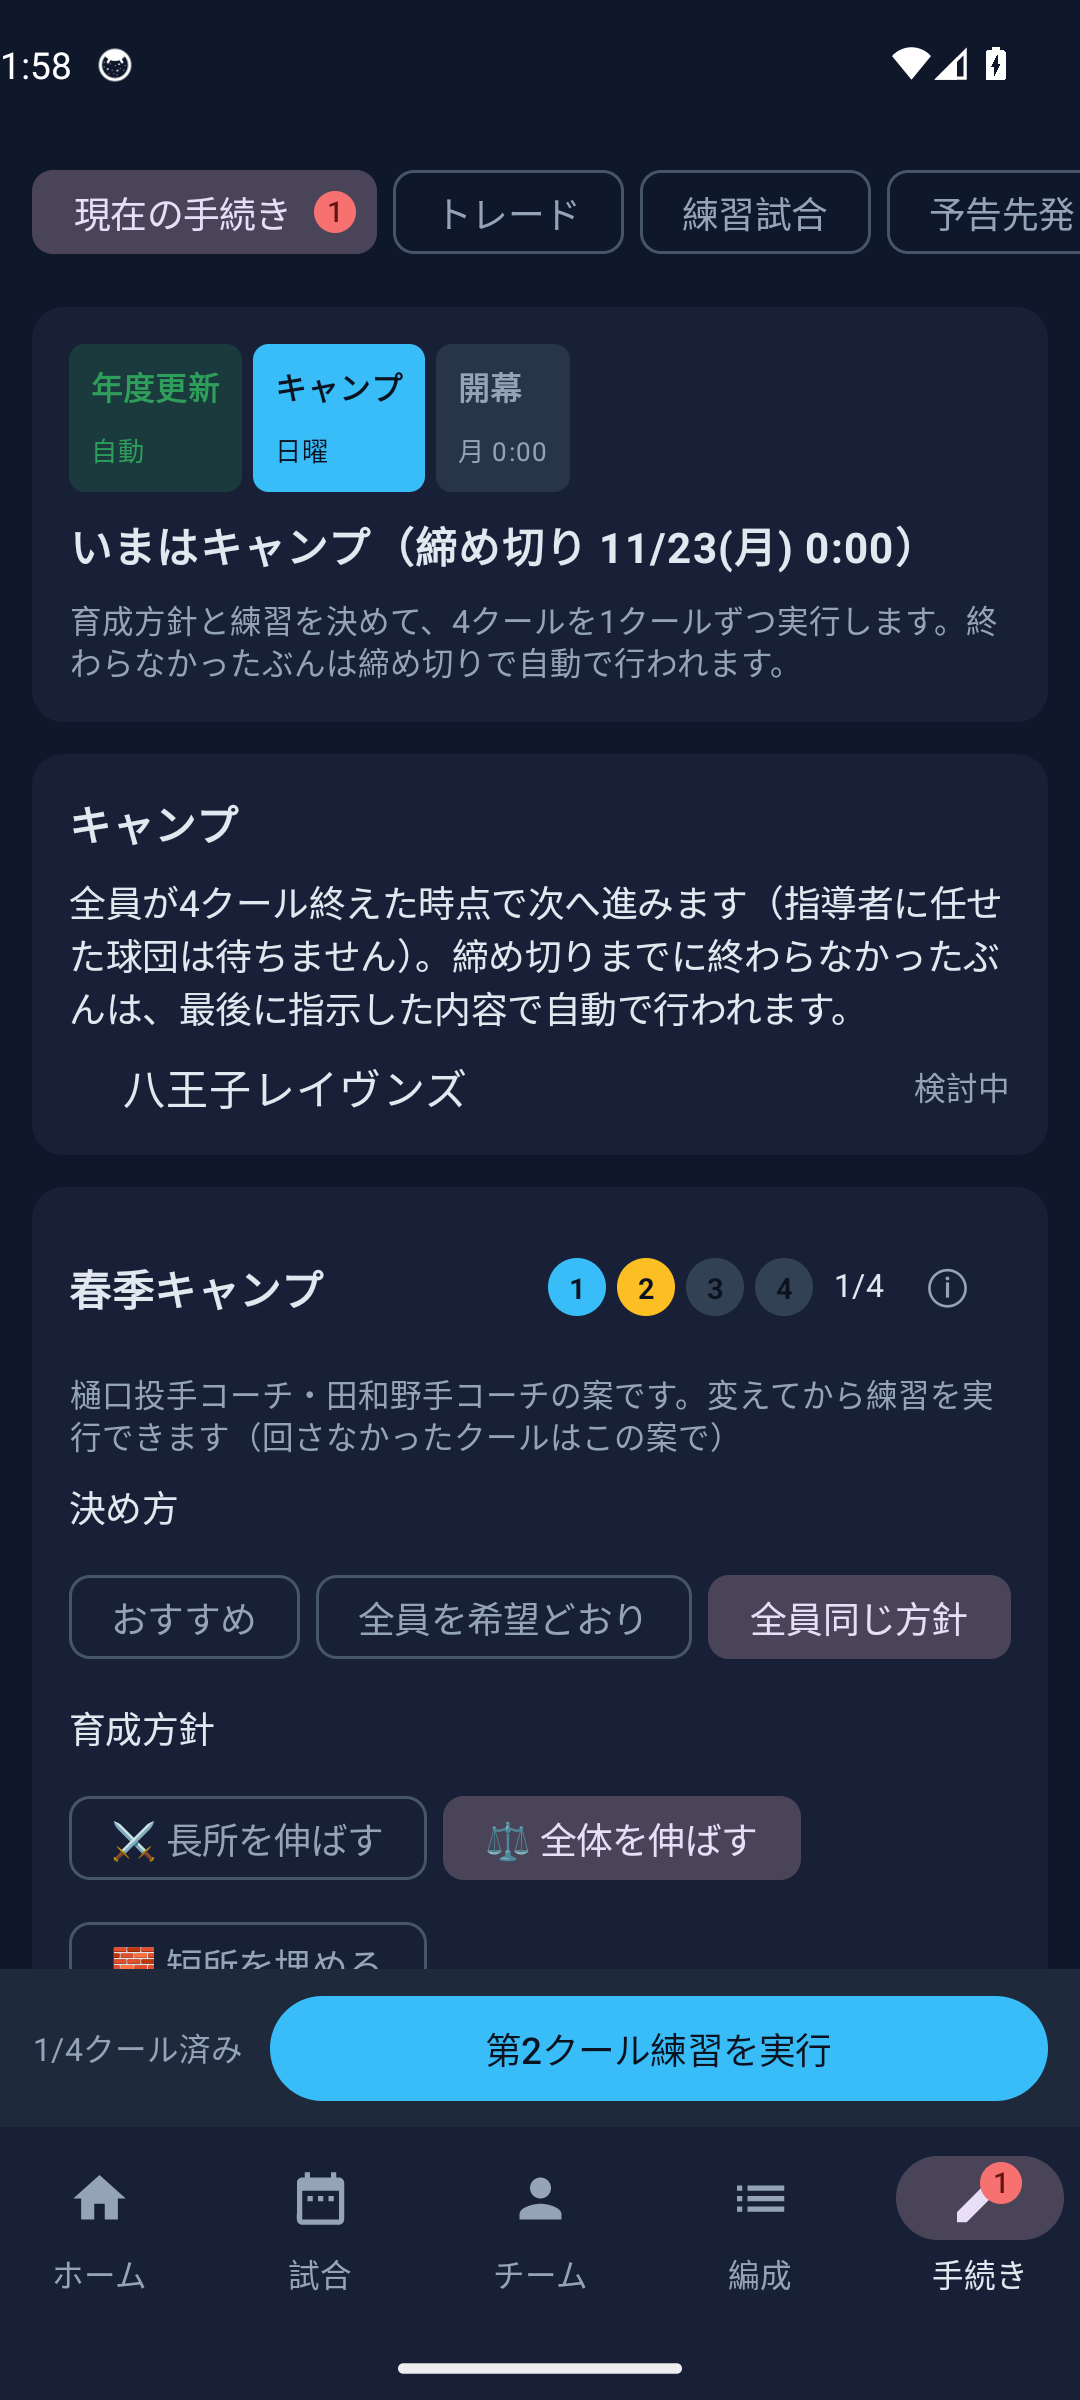 1:58
現在の手続き 1
トレード
練習試合
予告先発
年度更新
自動
キャンプ
日曜
開幕
月 0:00
いまはキャンプ（締め切り 11/23(月) 0:00）
育成方針と練習を決めて、4クールを1クールずつ実行します。終
わらなかったぶんは締め切りで自動で行われます。
キャンプ
全員が4クール終えた時点で次へ進みます（指導者に任せ
た球団は待ちません）。締め切りまでに終わらなかったぶ
んは、最後に指示した内容で自動で行われます。
八王子レイヴンズ 検討中
春季キャンプ 1 2 3 4 1/4
樋口投手コーチ・田和野手コーチの案です。変えてから練習を実
行できます（回さなかったクールはこの案で）
決め方
おすすめ 全員を希望どおり 全員同じ方針
育成方針
⚔️ 長所を伸ばす ⚖️ 全体を伸ばす
🧱 短所を埋める
1/4クール済み 第2クール練習を実行
1
ホーム 試合 チーム 編成 手続き